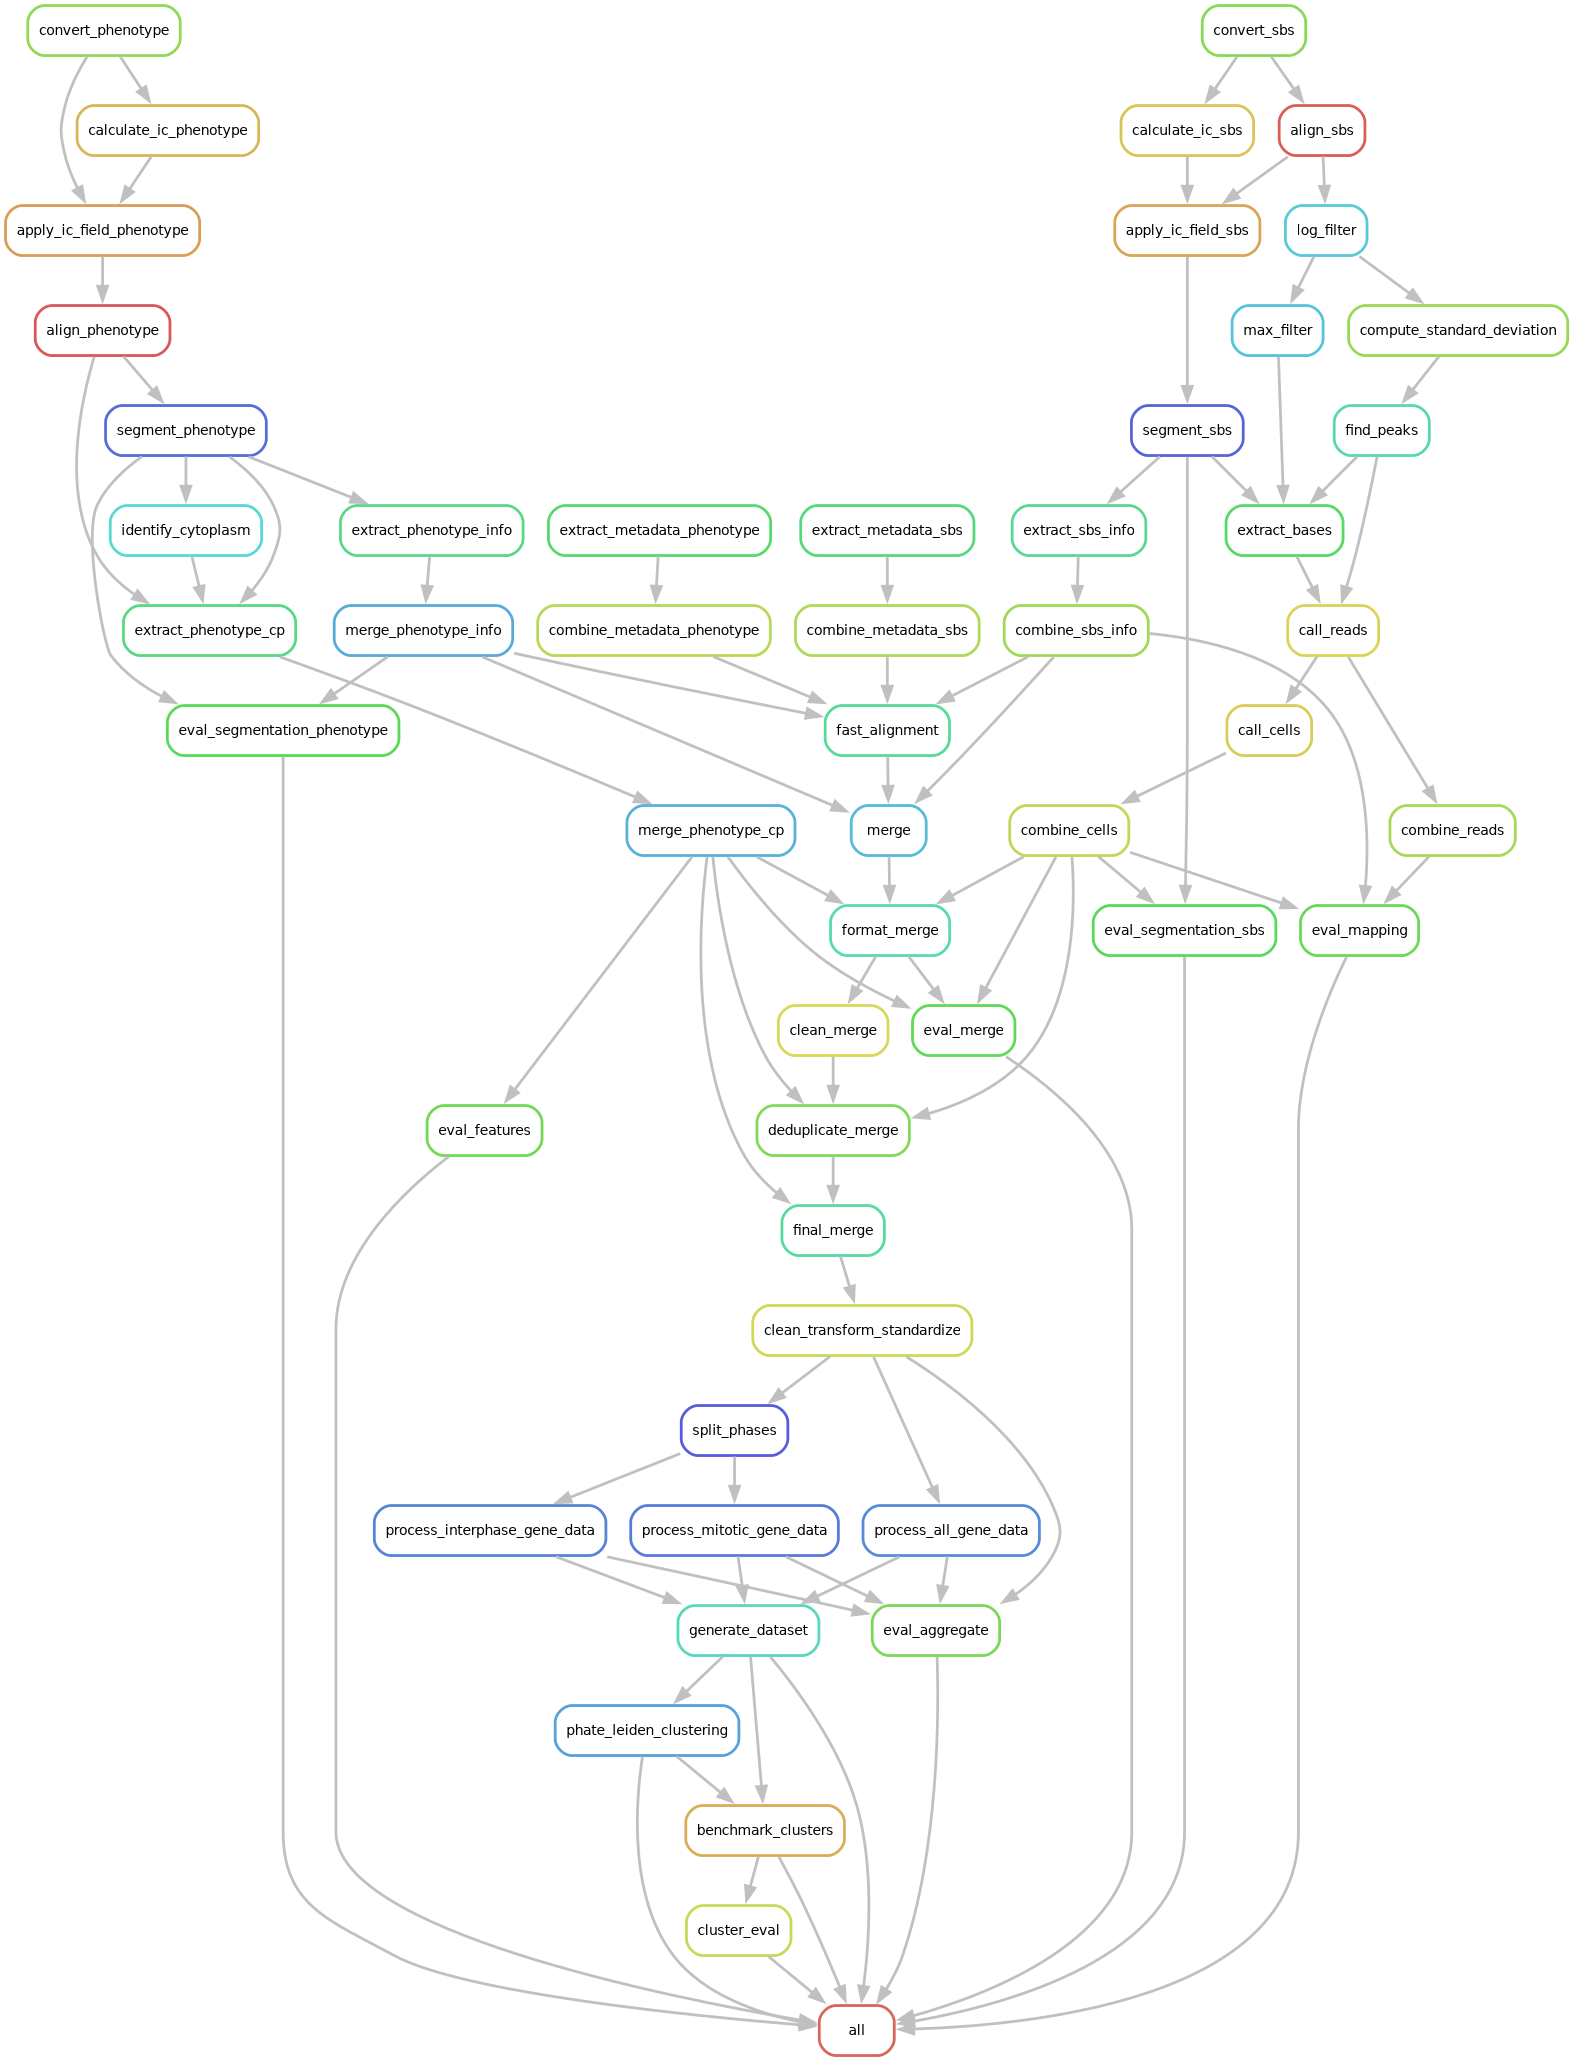 convert_phenotype
convert_sbs
calculate_ic_phenotype
calculate_ic_sbs
align_sbs
apply_ic_field_phenotype
apply_ic_field_sbs
log_filter
align_phenotype
max_filter
compute_standard_deviation
segment_phenotype
segment_sbs
find_peaks
identify_cytoplasm
extract_phenotype_info
extract_metadata_phenotype
extract_metadata_sbs
extract_sbs_info
extract_bases
extract_phenotype_cp
merge_phenotype_info
combine_metadata_phenotype
combine_metadata_sbs
combine_sbs_info
call_reads
eval_segmentation_phenotype
fast_alignment
call_cells
merge_phenotype_cp
merge
combine_cells
combine_reads
format_merge
eval_segmentation_sbs
eval_mapping
clean_merge
eval_merge
eval_features
deduplicate_merge
final_merge
clean_transform_standardize
split_phases
process_interphase_gene_data
process_mitotic_gene_data
process_all_gene_data
generate_dataset
eval_aggregate
phate_leiden_clustering
benchmark_clusters
cluster_eval
all